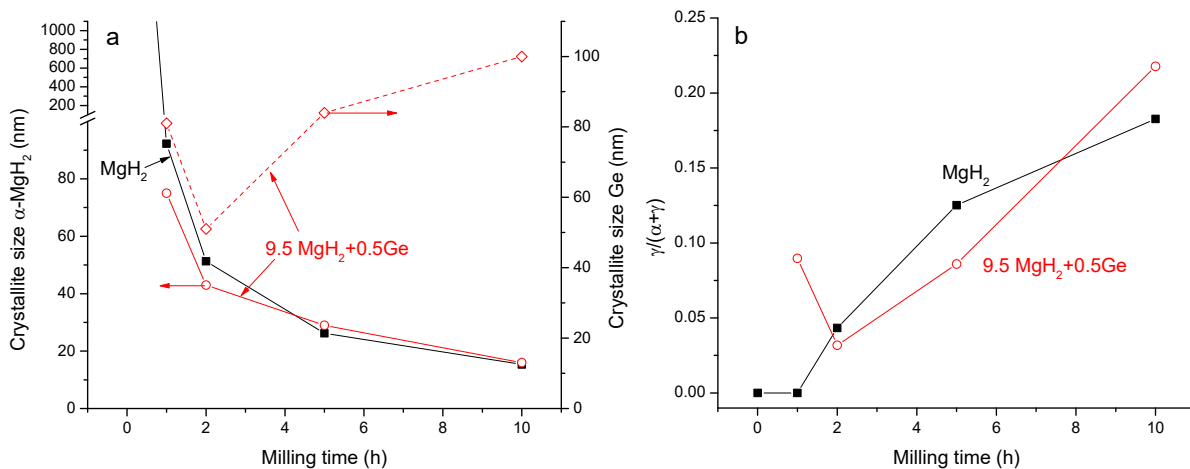 a
1000
800
600
400
200
80
60
40
20
0
Crystallite size α-MgH₂ (nm)
MgH₂
9.5 MgH₂+0.5Ge
100
80
60
40
20
0
Crystallite size Ge (nm)
0 2 4 6 8 10
Milling time (h)
b
0.25
0.20
0.15
0.10
0.05
0.00
γ/(α+γ)
MgH₂
9.5 MgH₂+0.5Ge
0 2 4 6 8 10
Milling time (h)